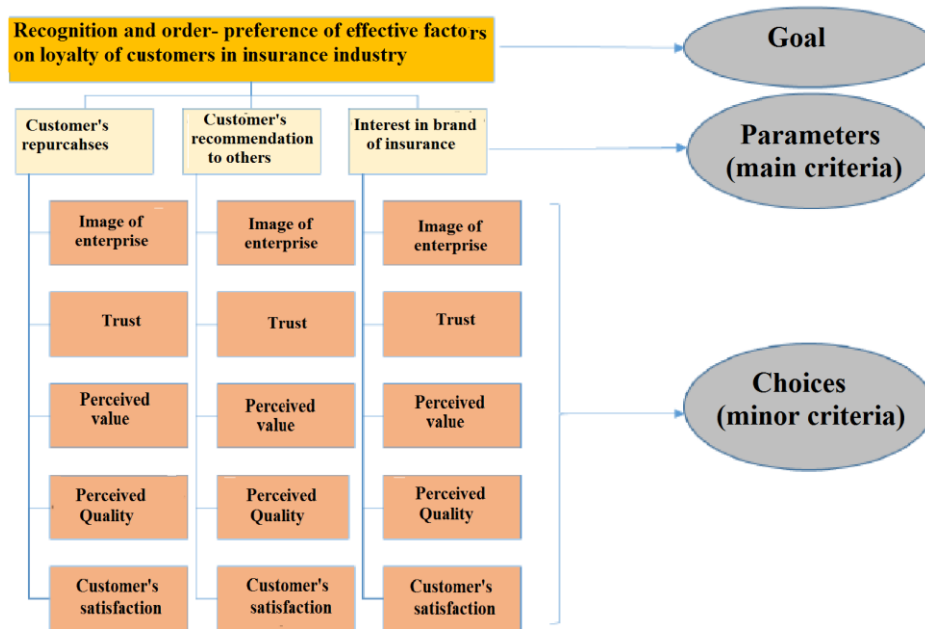 Recognition and order- preference of effective factors
on loyalty of customers in insurance industry
Goal
Customer's
repurcahses
Customer's
recommendation
to others
Interest in brand
of insurance
Parameters
(main criteria)
Image of
enterprise
Trust
Perceived
value
Perceived
Quality
Customer's
satisfaction
Image of
enterprise
Trust
Perceived
value
Perceived
Quality
Customer's
satisfaction
Image of
enterprise
Trust
Perceived
value
Perceived
Quality
Customer's
satisfaction
Choices
(minor criteria)